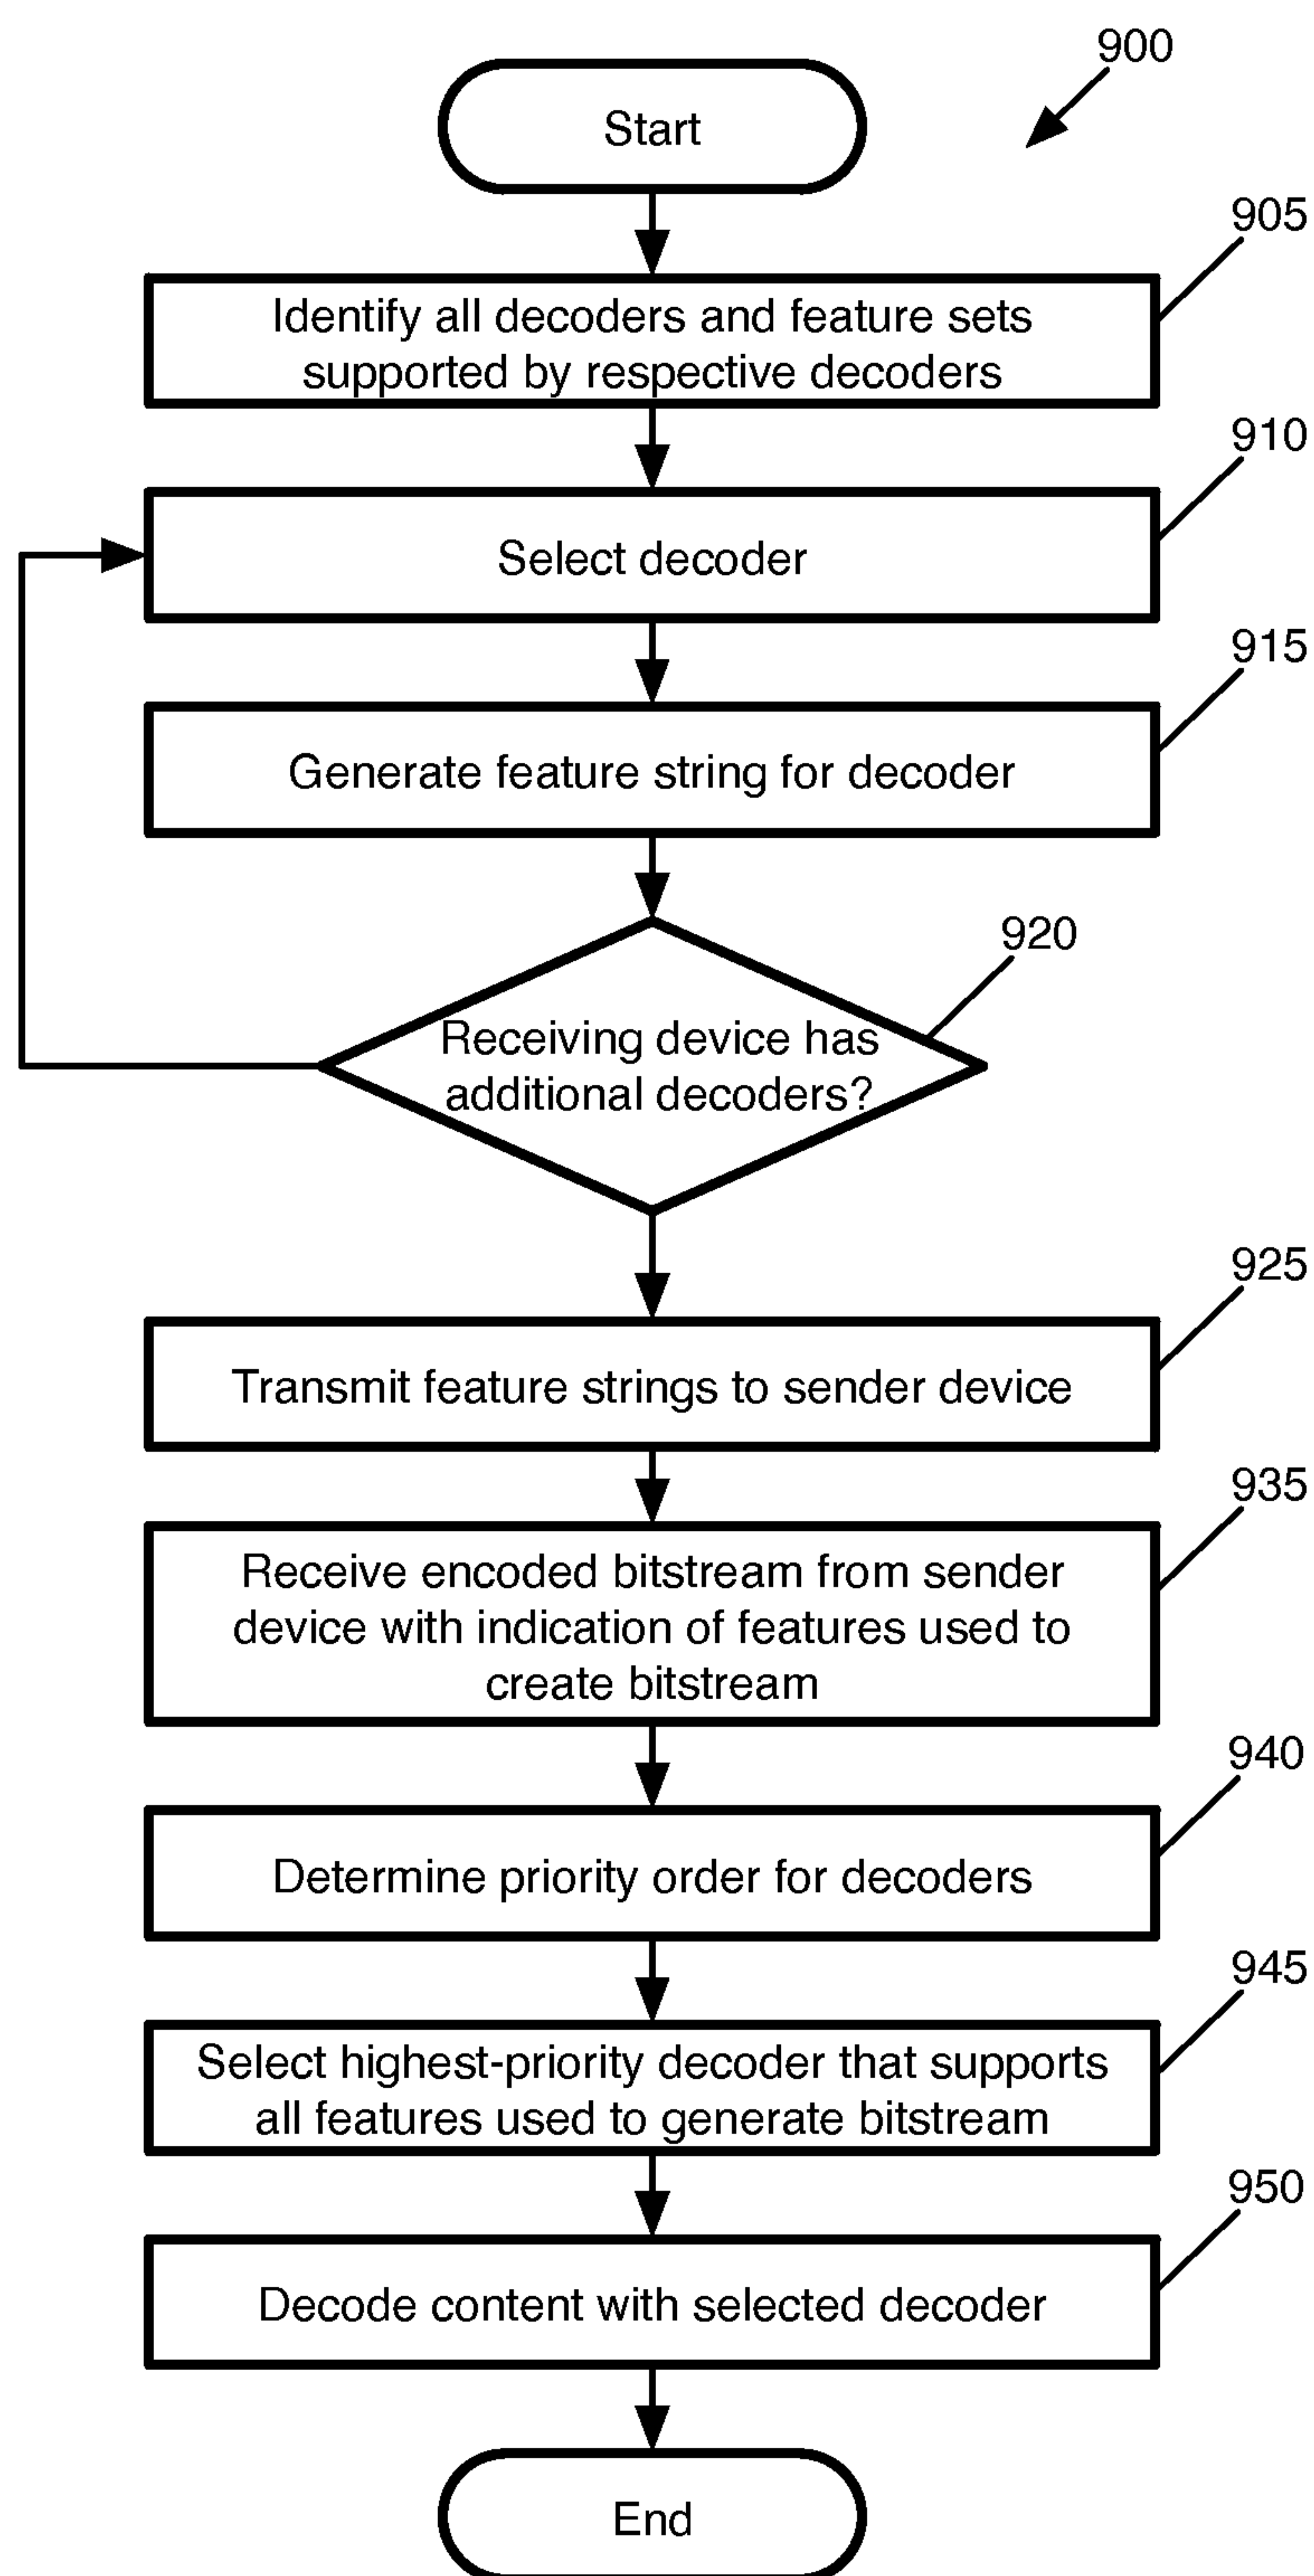 900
Start
905
Identify all decoders and feature sets
supported by respective decoders
910
Select decoder
915
Generate feature string for decoder
920
Receiving device has
additional decoders?
925
Transmit feature strings to sender device
935
Receive encoded bitstream from sender
device with indication of features used to
create bitstream
940
Determine priority order for decoders
945
Select highest-priority decoder that supports
all features used to generate bitstream
950
Decode content with selected decoder
End